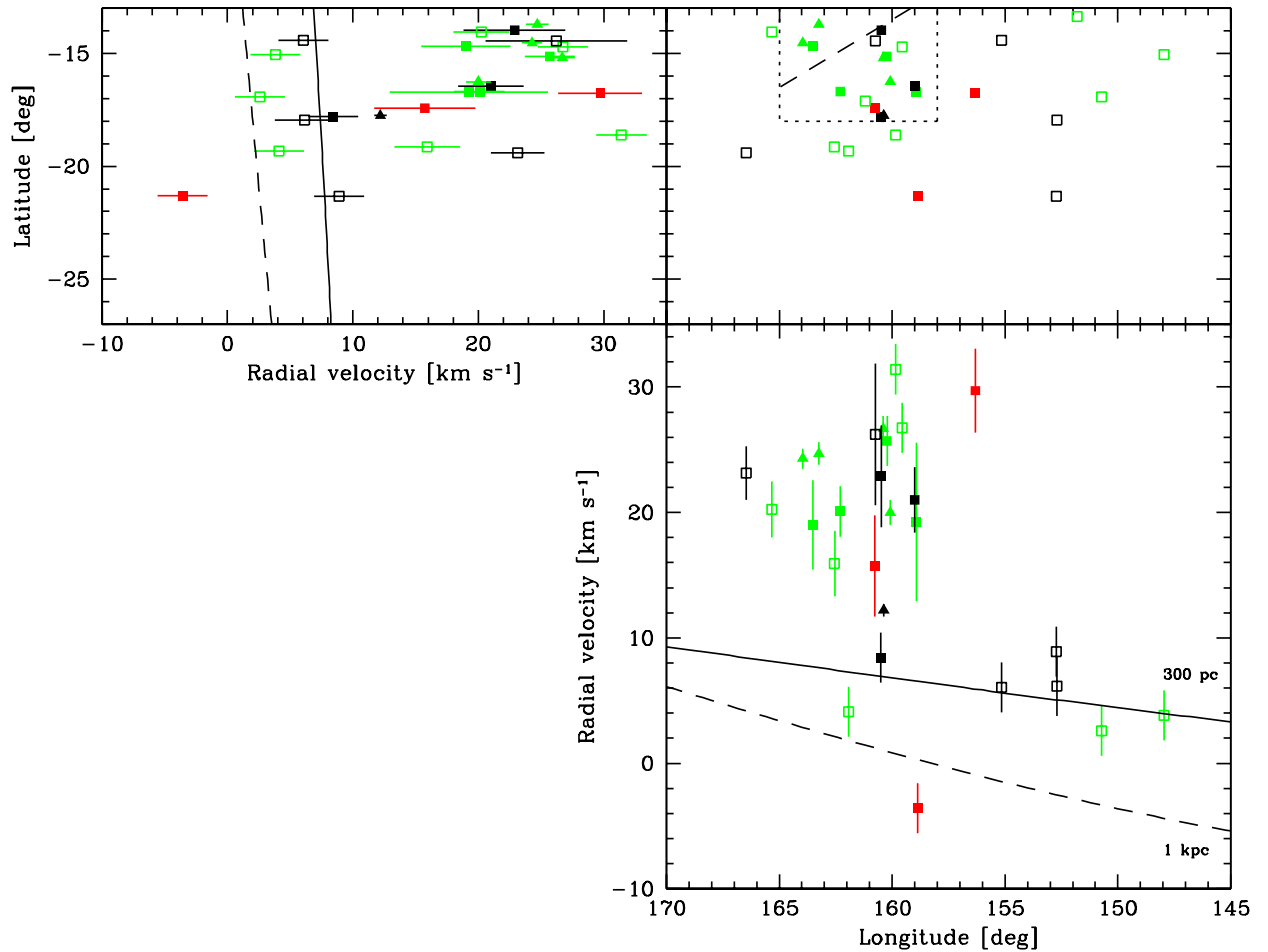 −15
−20
−25
Latitude [deg]
−10 0 10 20 30
Radial velocity [km s⁻¹]
30
20
10
0
−10
Radial velocity [km s⁻¹]
300 pc
1 kpc
170 165 160 155 150 145
Longitude [deg]